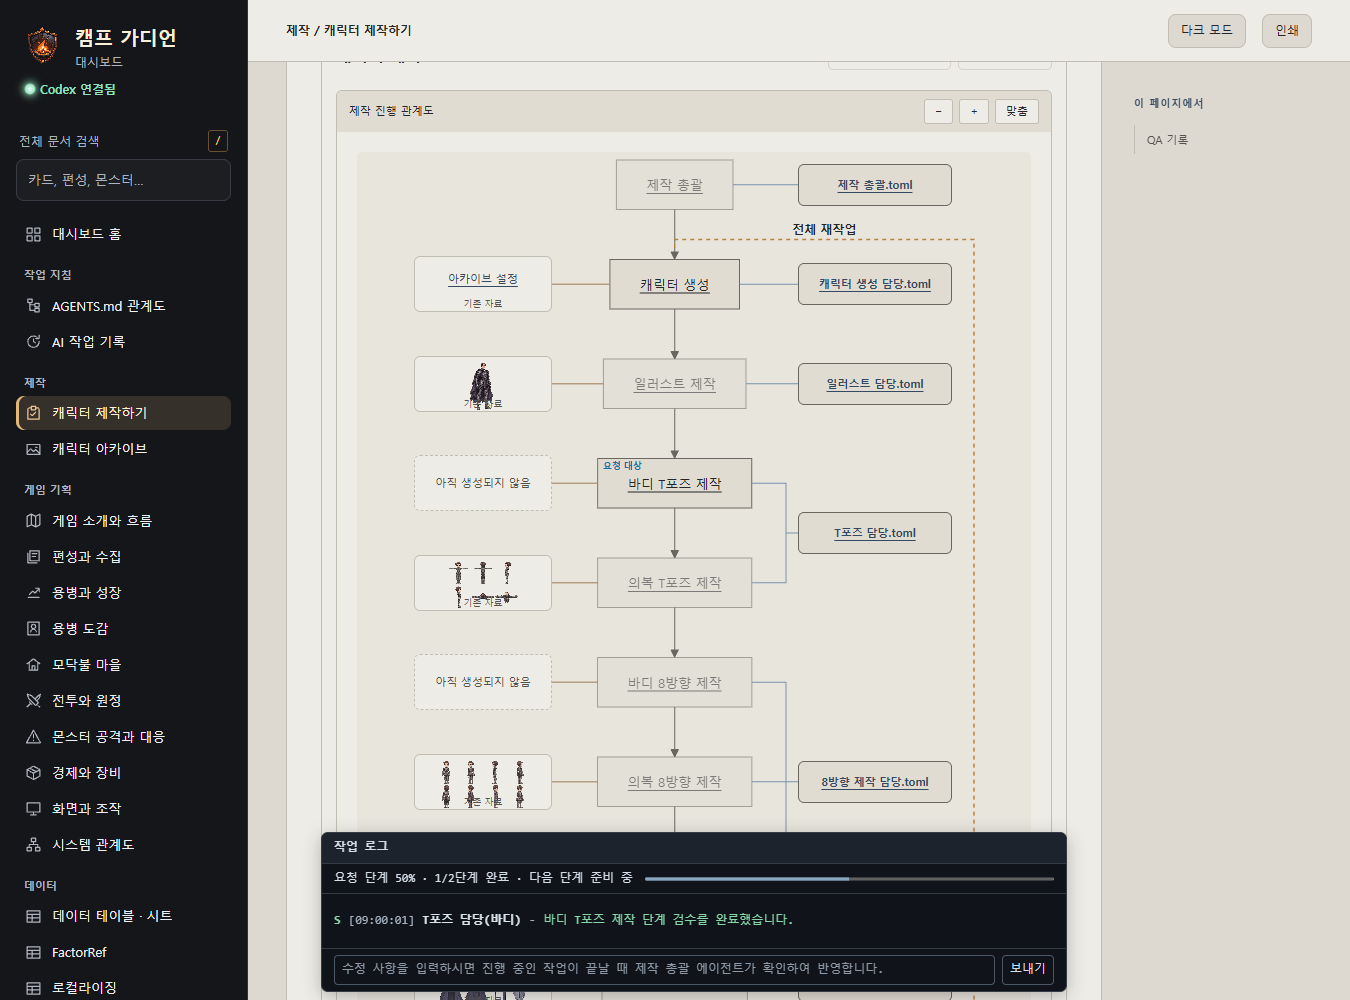 캠프 가디언
대시보드
Codex 연결됨
전체 문서 검색
/
카드, 편성, 몬스터...
대시보드 홈
작업 지침
AGENTS.md 관계도
AI 작업 기록
제작
캐릭터 제작하기
캐릭터 아카이브
게임 기획
게임 소개와 흐름
편성과 수집
용병과 성장
용병 도감
모닥불 마을
전투와 원정
몬스터 공격과 대응
경제와 장비
화면과 조작
시스템 관계도
데이터
데이터 테이블 · 시트
FactorRef
로컬라이징
제작 / 캐릭터 제작하기
다크 모드
인쇄
제작 진행 관계도
−
+
맞춤
제작 총괄
제작 총괄.toml
전체 재작업
아카이브 설정
기존 자료
캐릭터 생성
캐릭터 생성 담당.toml
기존 자료
일러스트 제작
일러스트 담당.toml
아직 생성되지 않음
요청 대상
바디 T포즈 제작
T포즈 담당.toml
기존 자료
의복 T포즈 제작
아직 생성되지 않음
바디 8방향 제작
기존 자료
의복 8방향 제작
8방향 제작 담당.toml
작업 로그
요청 단계 50% · 1/2단계 완료 · 다음 단계 준비 중
S [09:00:01] T포즈 담당(바디) - 바디 T포즈 제작 단계 검수를 완료했습니다.
수정 사항을 입력하시면 진행 중인 작업이 끝날 때 제작 총괄 에이전트가 확인하여 반영합니다.
보내기
이 페이지에서
QA 기록